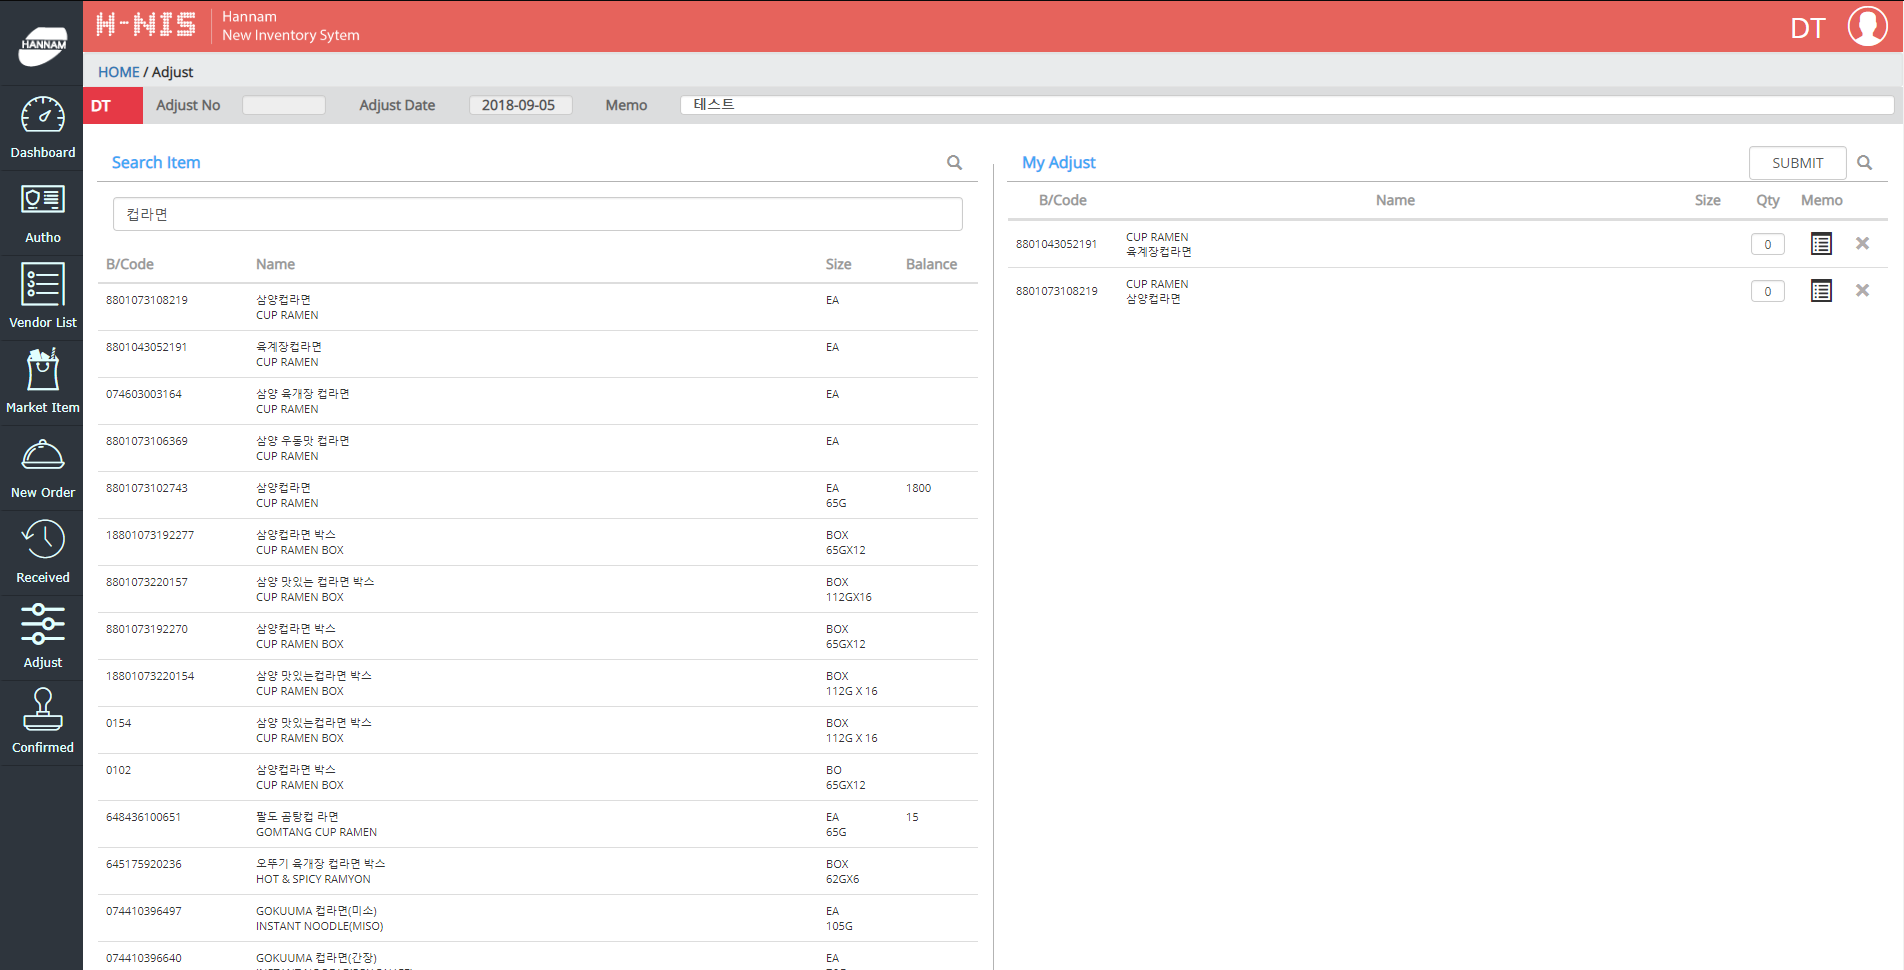 HANNAM
H-NIS
Hannam
New Inventory Sytem
DT
HOME / Adjust
DT Adjust No Adjust Date 2018-09-05 Memo 테스트
Dashboard
Autho
Vendor List
Market Item
New Order
Received
Adjust
Confirmed
Search Item
컵라면
B/Code Name Size Balance
8801073108219 삼양컵라면 EA
CUP RAMEN
8801043052191 육계장컵라면 EA
CUP RAMEN
074603003164 삼양 육개장 컵라면 EA
CUP RAMEN
8801073106369 삼양 우동맛 컵라면 EA
CUP RAMEN
8801073102743 삼양컵라면 EA 1800
CUP RAMEN 65G
18801073192277 삼양컵라면 박스 BOX
CUP RAMEN BOX 65GX12
8801073220157 삼양 맛있는 컵라면 박스 BOX
CUP RAMEN BOX 112GX16
8801073192270 삼양컵라면 박스 BOX
CUP RAMEN BOX 65GX12
18801073220154 삼양 맛있는컵라면 박스 BOX
CUP RAMEN BOX 112G X 16
0154 삼양 맛있는컵라면 박스 BOX
CUP RAMEN BOX 112G X 16
0102 삼양컵라면 박스 BO
CUP RAMEN BOX 65GX12
648436100651 팔도 곰탕컵 라면 EA 15
GOMTANG CUP RAMEN 65G
645175920236 오뚜기 육개장 컵라면 박스 BOX
HOT & SPICY RAMYON 62GX6
074410396497 GOKUUMA 컵라면(미소) EA
INSTANT NOODLE(MISO) 105G
074410396640 GOKUUMA 컵라면(간장) EA
My Adjust SUBMIT
B/Code Name Size Qty Memo
8801043052191 CUP RAMEN 0
육계장컵라면
8801073108219 CUP RAMEN 0
삼양컵라면